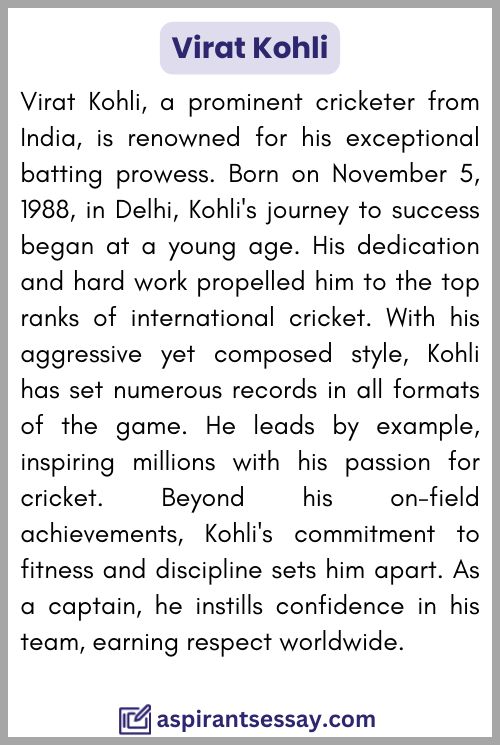 Virat Kohli
Virat Kohli, a prominent cricketer from
India, is renowned for his exceptional
batting prowess. Born on November 5,
1988, in Delhi, Kohli's journey to success
began at a young age. His dedication
and hard work propelled him to the top
ranks of international cricket. With his
aggressive yet composed style, Kohli
has set numerous records in all formats
of the game. He leads by example,
inspiring millions with his passion for
cricket. Beyond his on-field
achievements, Kohli's commitment to
fitness and discipline sets him apart. As
a captain, he instills confidence in his
team, earning respect worldwide.
aspirantsessay.com